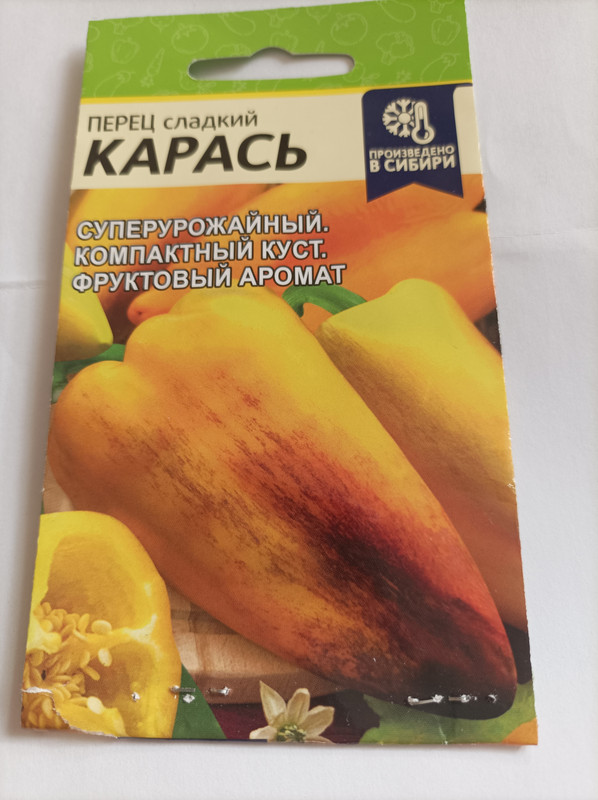 ПЕРЕЦ сладкий
КАРАСЬ
ПРОИЗВЕДЕНО
В СИБИРИ
СУПЕРУРОЖАЙНЫЙ.
КОМПАКТНЫЙ КУСТ.
ФРУКТОВЫЙ АРОМАТ